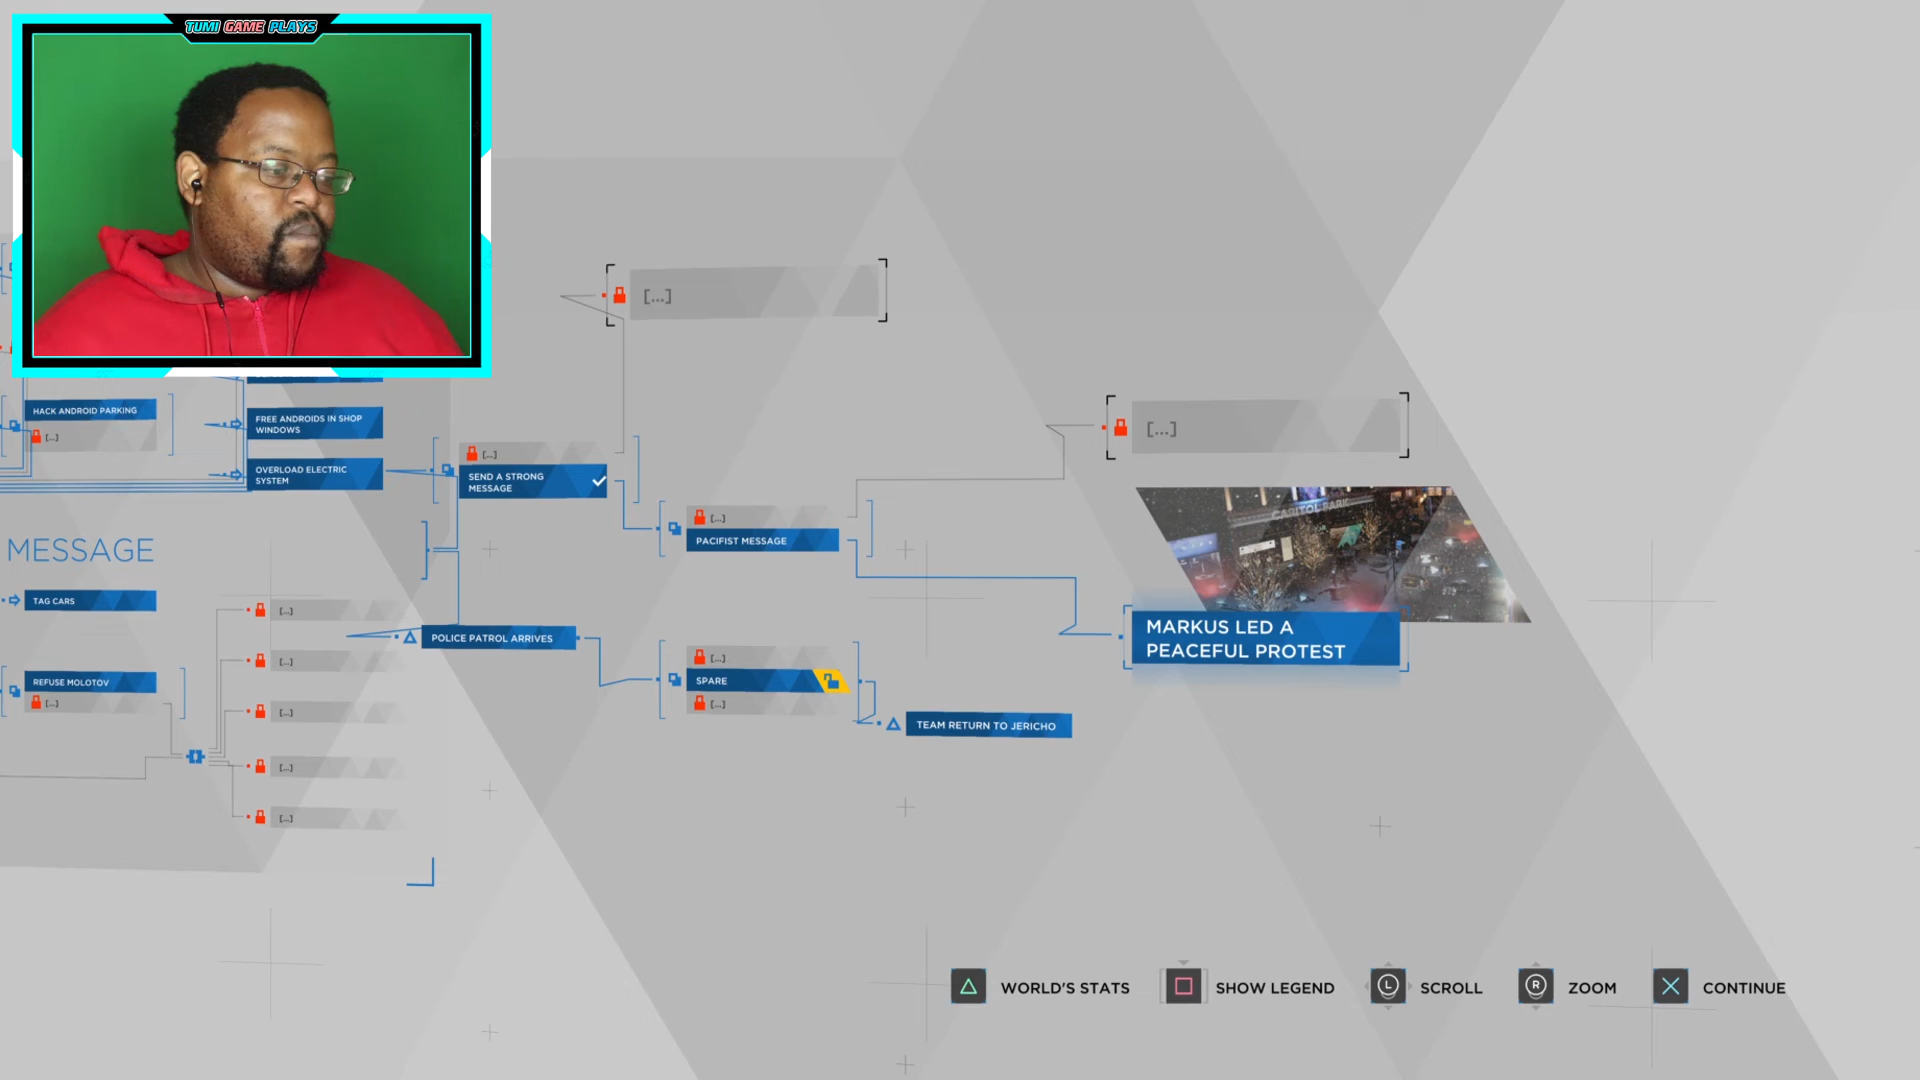 TUMI GAME PLAYS
[...]
HACK ANDROID PARKING
[...]
FREE ANDROIDS IN SHOP
WINDOWS
OVERLOAD ELECTRIC
SYSTEM
[...]
SEND A STRONG
MESSAGE
[...]
PACIFIST MESSAGE
[...]
CAPITOL PARK
MARKUS LED A
PEACEFUL PROTEST
MESSAGE
TAG CARS
REFUSE MOLOTOV
[...]
[...]
[...]
[...]
[...]
[...]
POLICE PATROL ARRIVES
[...]
SPARE
[...]
TEAM RETURN TO JERICHO
WORLD'S STATS
SHOW LEGEND
L
SCROLL
R
ZOOM
CONTINUE